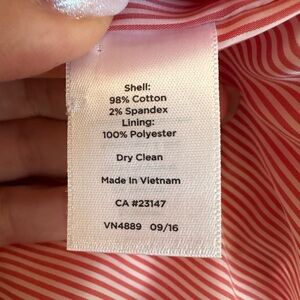 Shell:
98% Cotton
2% Spandex
Lining:
100% Polyester
Dry Clean
Made In Vietnam
CA #23147
VN4889 09/16